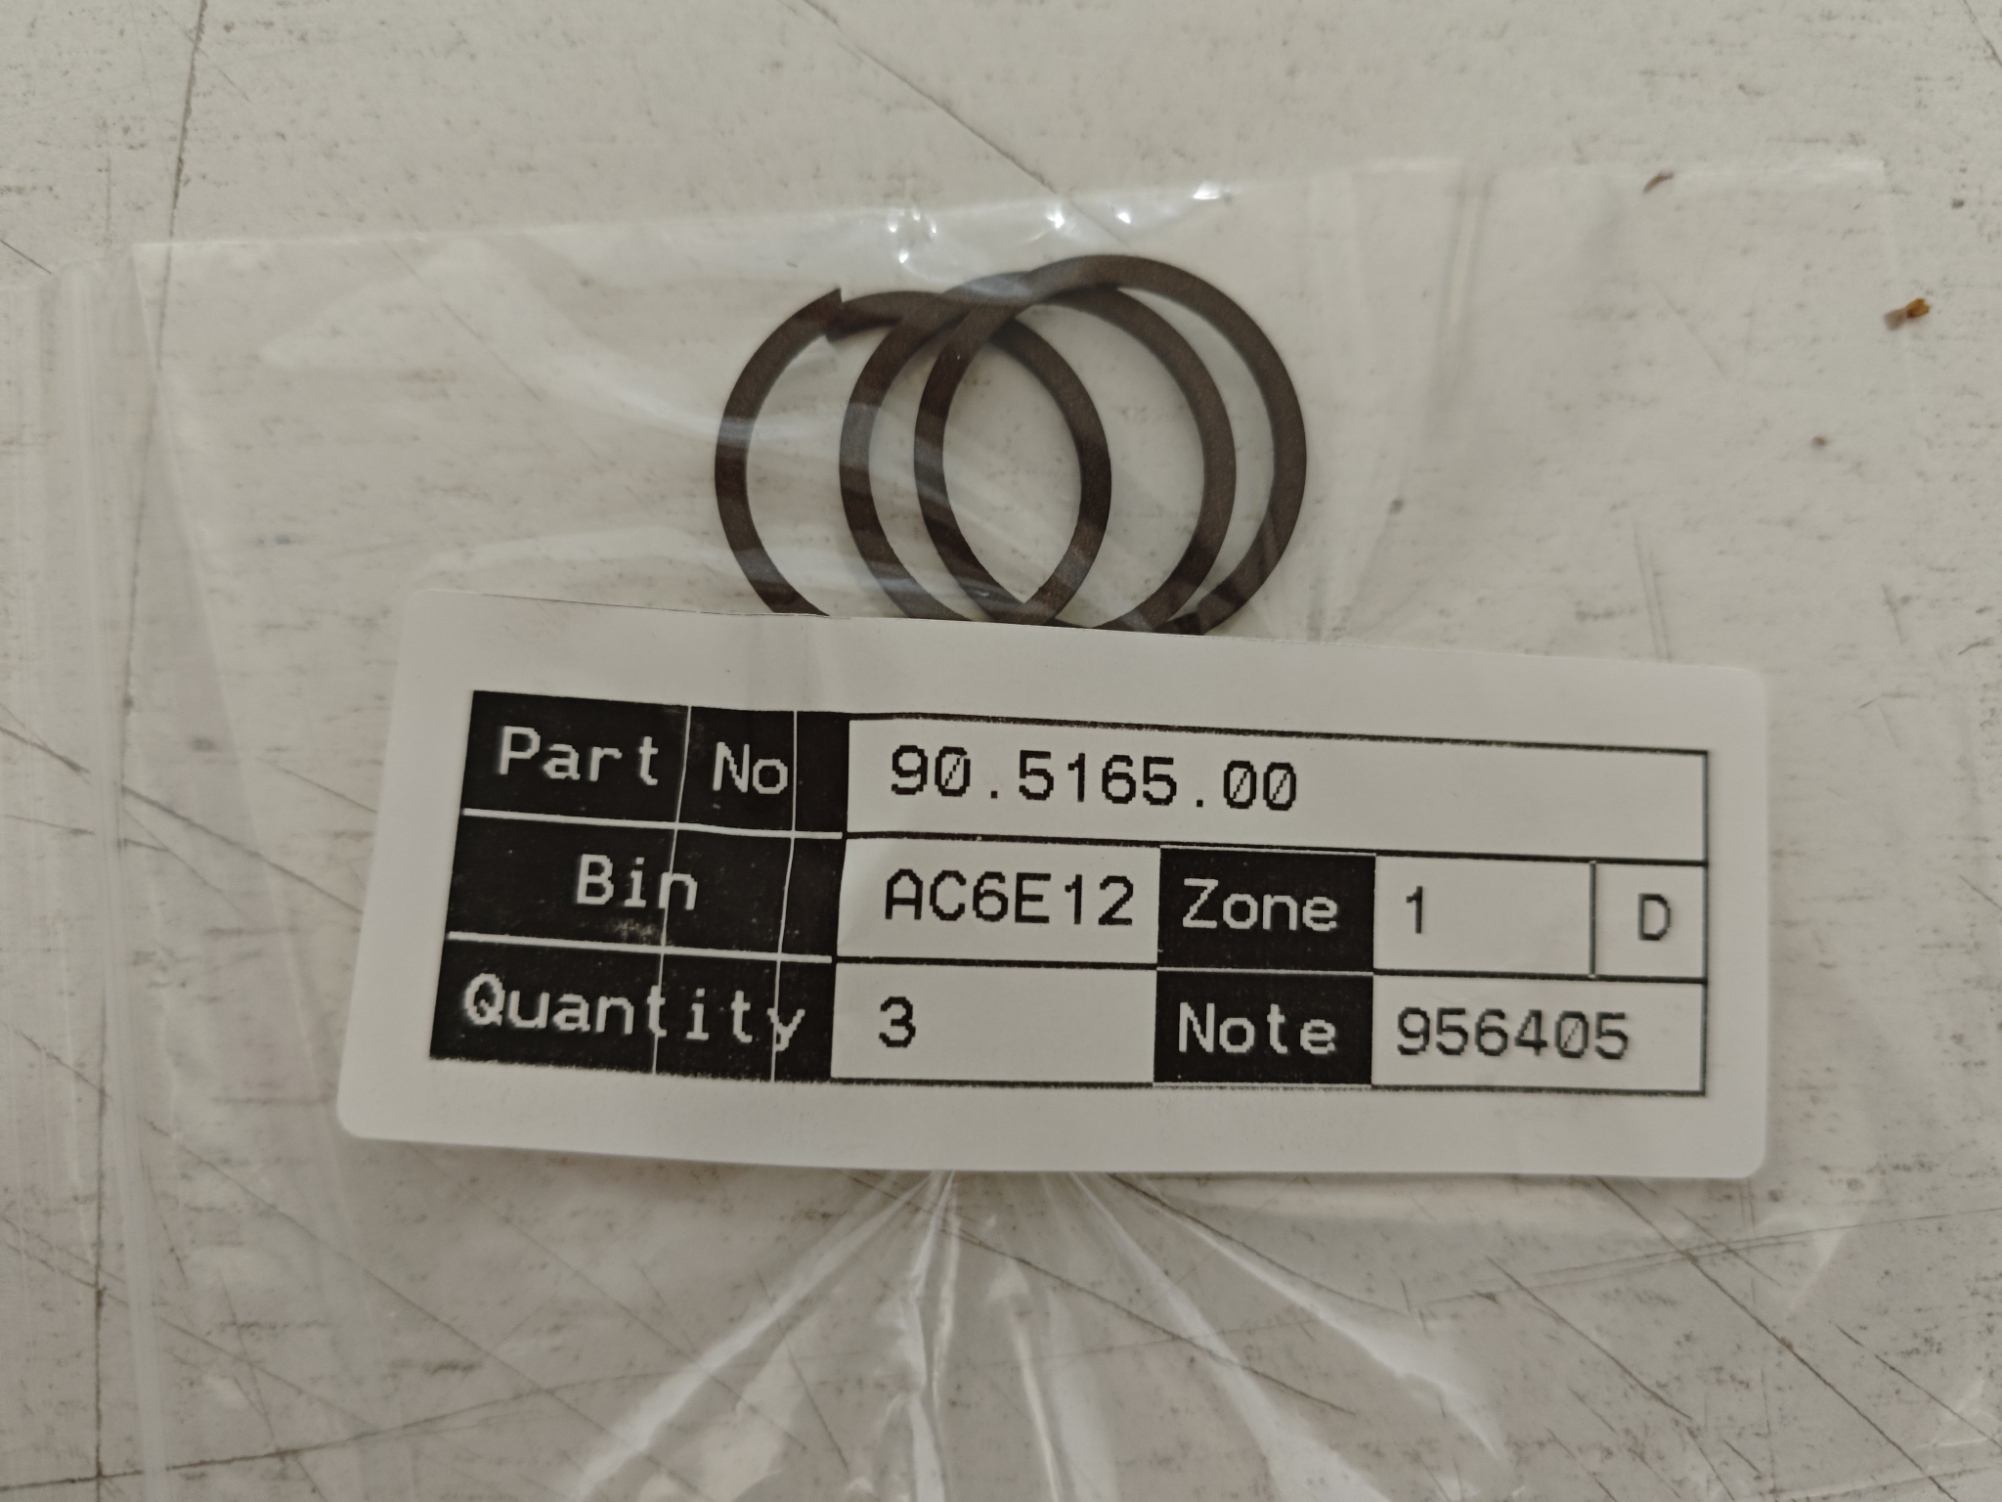 Part No 90.5165.00
Bin AC6E12 Zone 1 D
Quantity 3 Note 956405